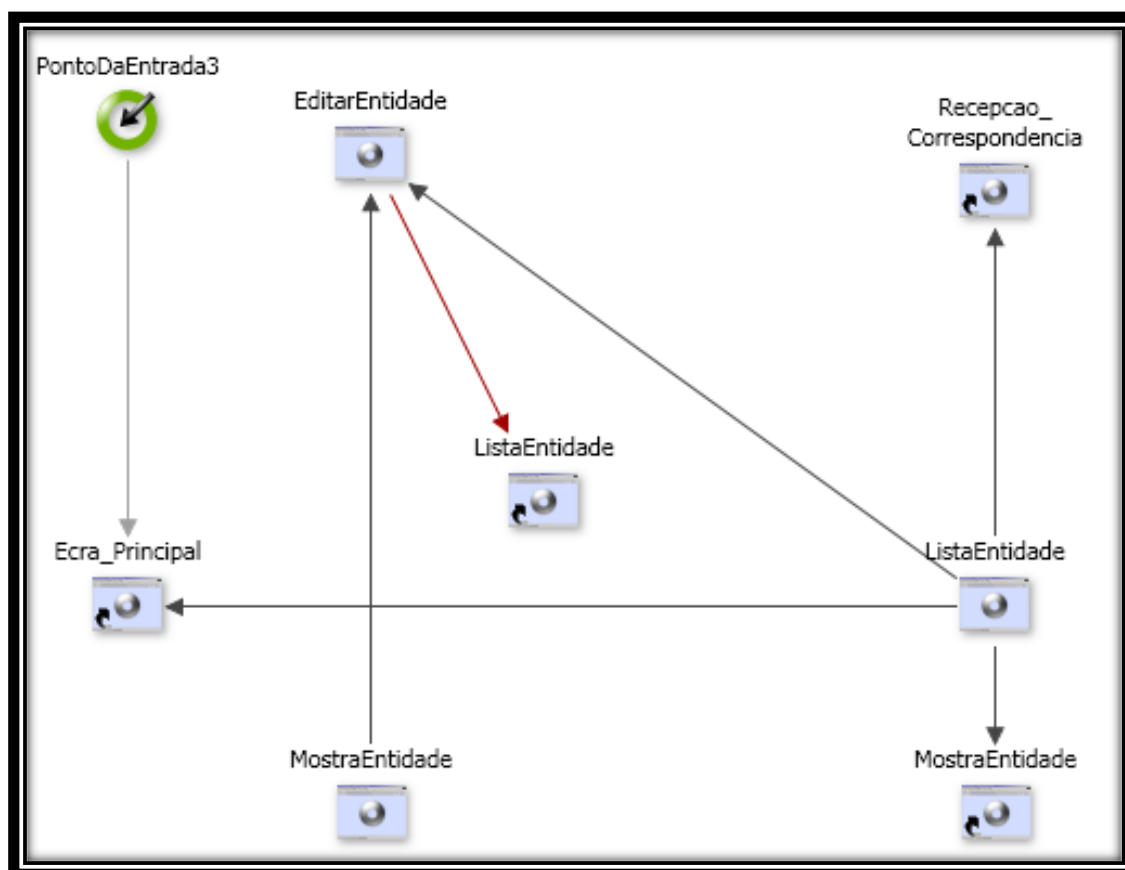 PontoDaEntrada3
EditarEntidade
Recepcao_
Correspondencia
ListaEntidade
Ecra_Principal
ListaEntidade
MostraEntidade
MostraEntidade